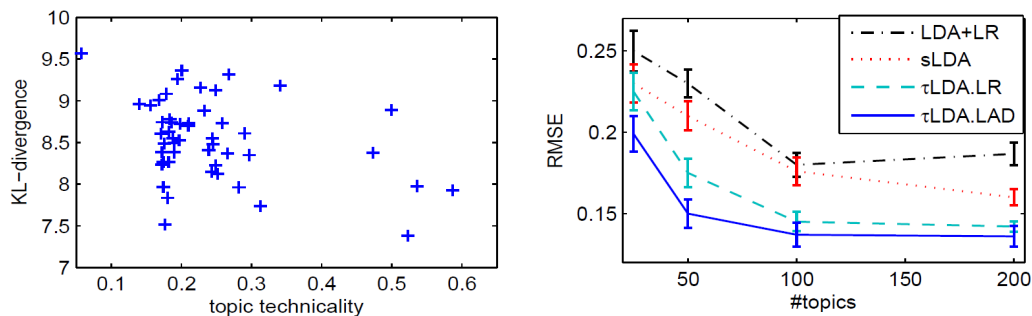 KL-divergence
10
9.5
9
8.5
8
7.5
7
0.1 0.2 0.3 0.4 0.5 0.6
topic technicality
RMSE
0.25
0.2
0.15
50 100 150 200
#topics
LDA+LR
sLDA
τLDA.LR
τLDA.LAD